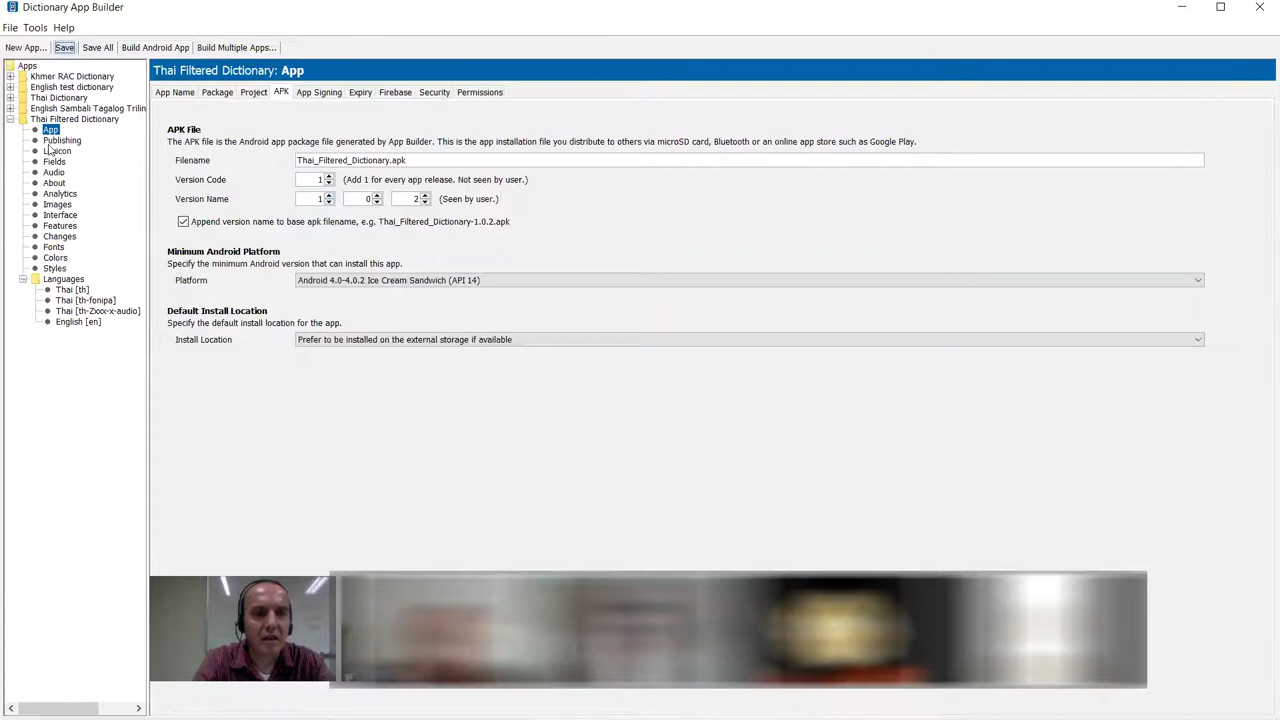 Dictionary App Builder
File Tools Help
New App... Save Save All Build Android App Build Multiple Apps...
Apps
Khmer RAC Dictionary
English test dictionary
Thai Dictionary
English Sambali Tagalog Trilin
Thai Filtered Dictionary
App
Publishing
Lexicon
Fields
Audio
About
Analytics
Images
Interface
Features
Changes
Fonts
Colors
Styles
Languages
Thai [th]
Thai [th-fonipa]
Thai [th-Zxxx-x-audio]
English [en]
Thai Filtered Dictionary: App
App Name Package Project APK App Signing Expiry Firebase Security Permissions
APK File
The APK file is the Android app package file generated by App Builder. This is the app installation file you distribute to others via microSD card, Bluetooth or an online app store such as Google Play.
Filename Thai_Filtered_Dictionary.apk
Version Code 1 (Add 1 for every app release. Not seen by user.)
Version Name 1 0 2 (Seen by user.)
Append version name to base apk filename, e.g. Thai_Filtered_Dictionary-1.0.2.apk
Minimum Android Platform
Specify the minimum Android version that can install this app.
Platform Android 4.0-4.0.2 Ice Cream Sandwich (API 14)
Default Install Location
Specify the default install location for the app.
Install Location Prefer to be installed on the external storage if available